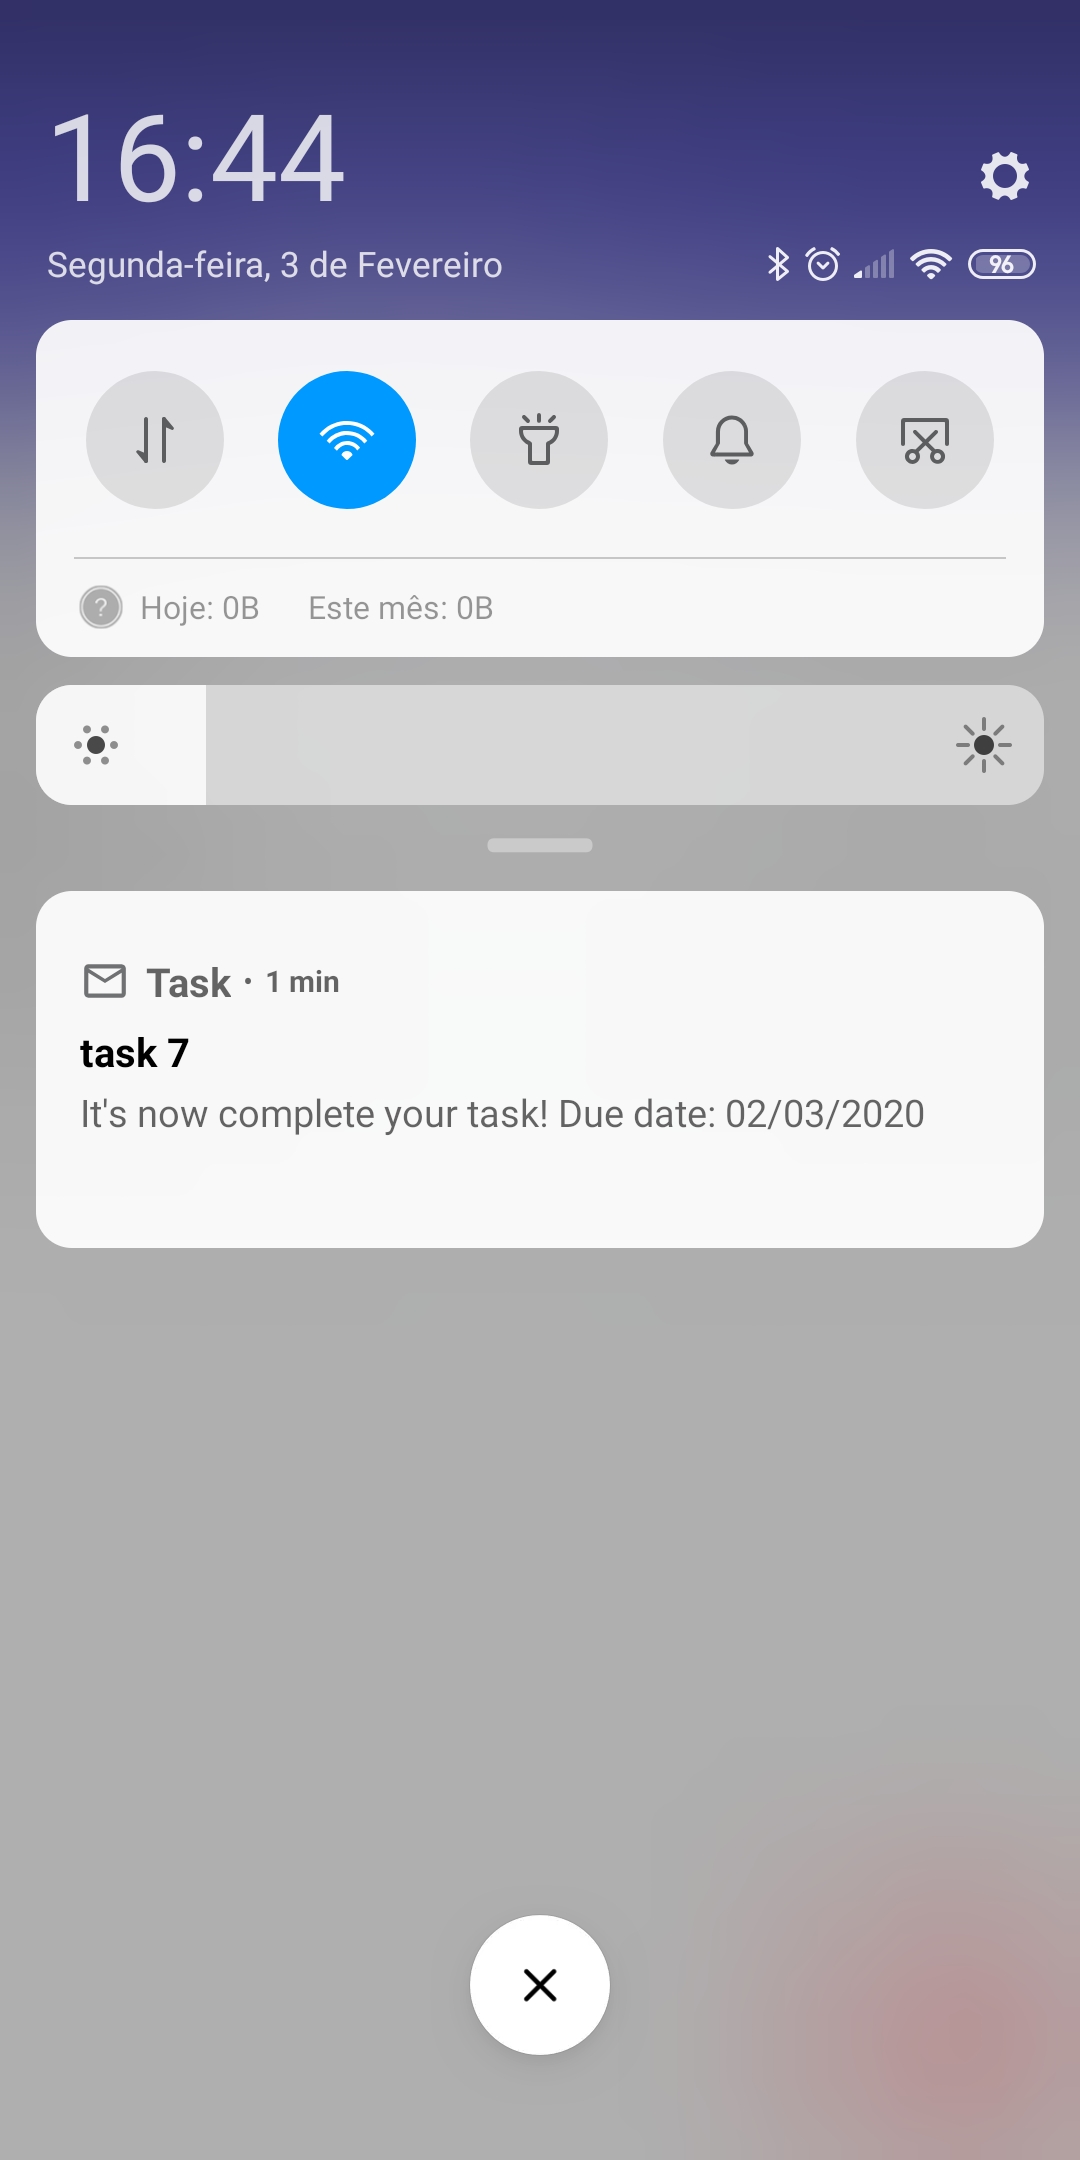 16:44
Segunda-feira, 3 de Fevereiro
96
Hoje: 0B Este mês: 0B
Task · 1 min
task 7
It's now complete your task! Due date: 02/03/2020